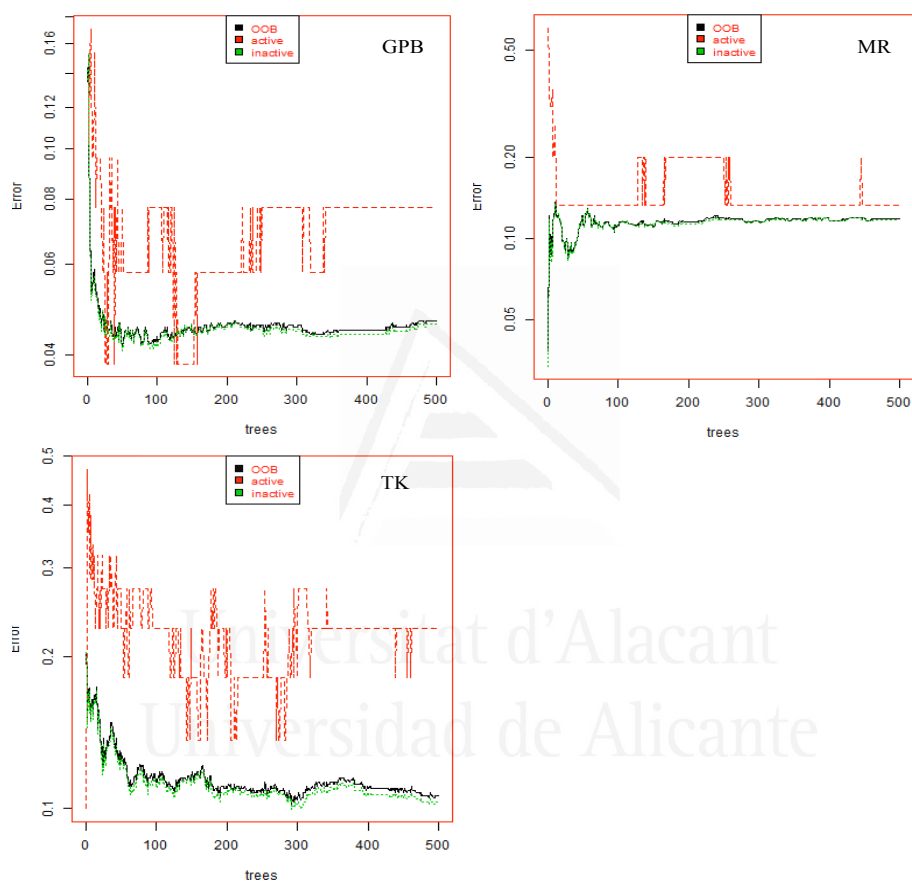 OOB
active
inactive
GPB
0.16
0.12
0.10
0.08
0.06
0.04
Error
0 100 200 300 400 500
trees
OOB
active
inactive
MR
0.50
0.20
0.10
0.05
Error
0 100 200 300 400 500
trees
OOB
active
inactive
TK
0.5
0.4
0.3
0.2
0.1
Error
0 100 200 300 400 500
trees
Universitat d'Alacant
Universidad de Alicante